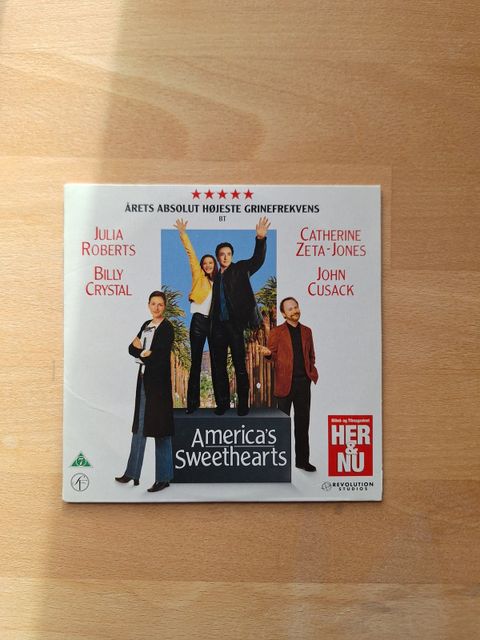 ÅRETS ABSOLUT HØJESTE GRINEFREKVENS
BT
JULIA
ROBERTS
BILLY
CRYSTAL
CATHERINE
ZETA-JONES
JOHN
CUSACK
America's
Sweethearts
HER
&
NU
REVOLUTION
STUDIOS